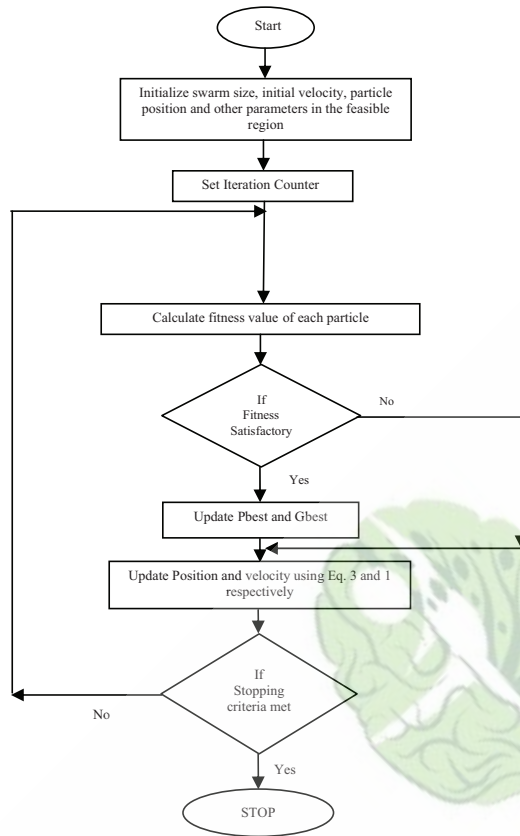 Start
Initialize swarm size, initial velocity, particle
position and other parameters in the feasible
region
Set Iteration Counter
Calculate fitness value of each particle
If
Fitness
Satisfactory
No
Yes
Update Pbest and Gbest
Update Position and velocity using Eq. 3 and 1
respectively
If
Stopping
criteria met
No
Yes
STOP